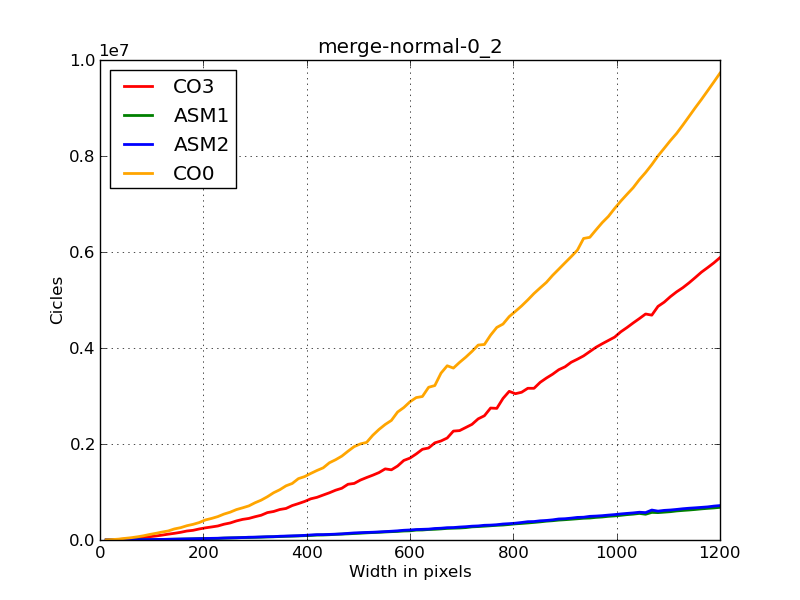 merge-normal-0_2
1e7
1.0
0.8
0.6
0.4
0.2
0.0
Cicles
CO3
ASM1
ASM2
CO0
0 200 400 600 800 1000 1200
Width in pixels